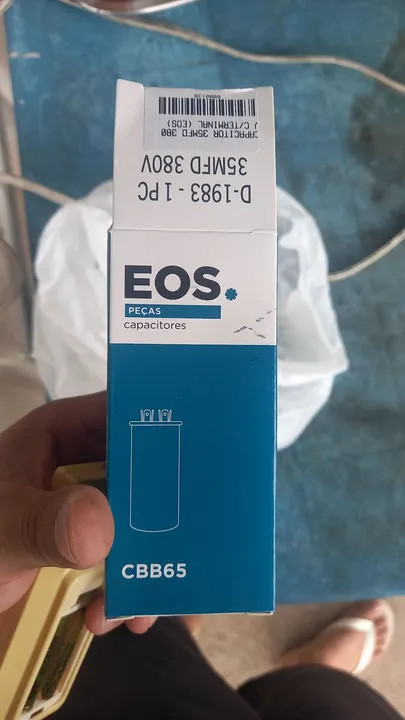 D-1983 - 1 PC
35MFD 380V
CAPACITOR 35MFD 380
C/TERMINAL (EOS)
EOS.
PEÇAS
capacitores
CBB65